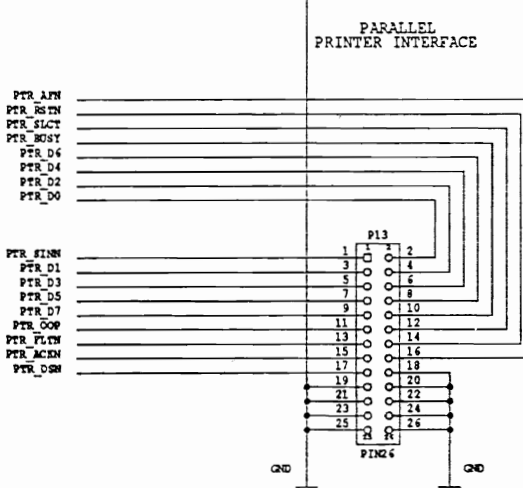 PARALLEL
PRINTER INTERFACE
PTR_AFN
PTR_RSTN
PTR_SLCT
PTR_BUSY
PTR_D6
PTR_D4
PTR_D2
PTR_D0
P13
1 2
PTR_SINN 1 2
PTR_D1 3 4
PTR_D3 5 6
PTR_D5 7 8
PTR_D7 9 10
PTR_OOP 11 12
PTR_FLTN 13 14
PTR_ACKN 15 16
PTR_DSN 17 18
19 20
21 22
23 24
25 26
PIN26
GND GND